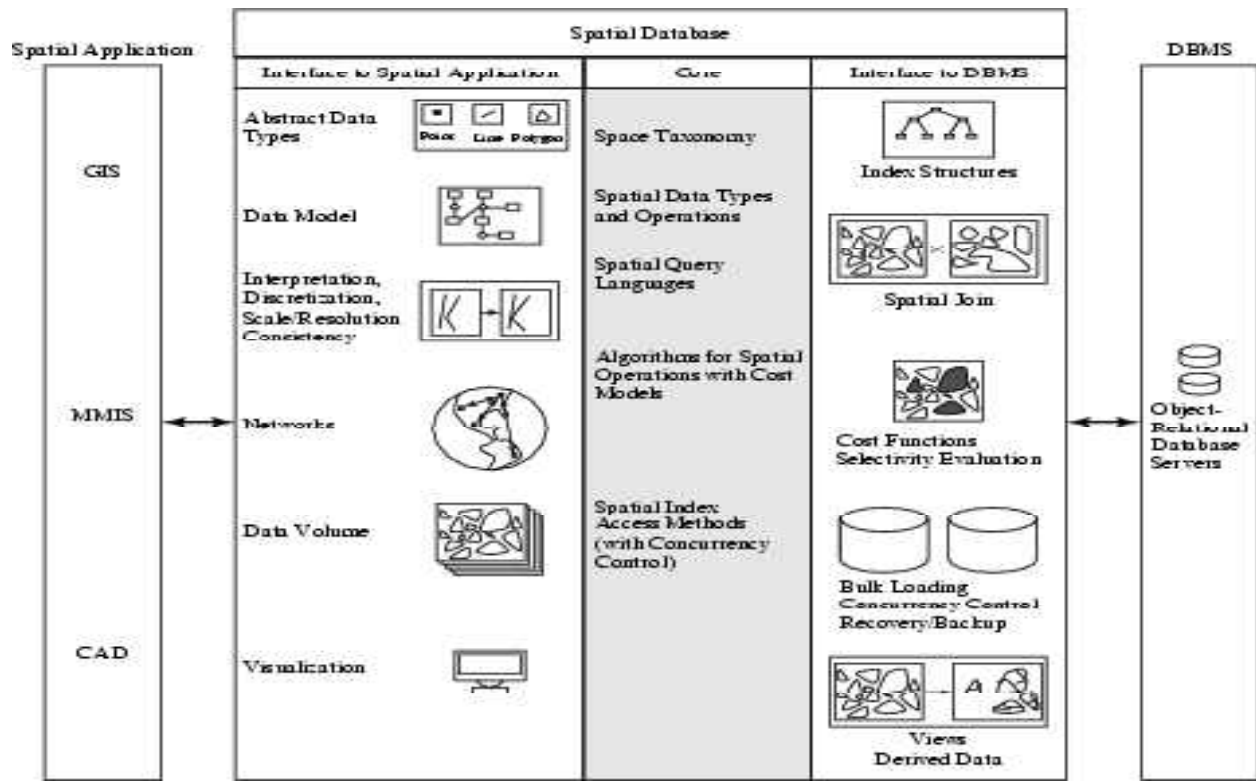 Spatial Application
GIS
MMIS
CAD
Spatial Database
Interface to Spatial Application
Abstract Data
Types
Point Line Polygon
Data Model
Interpretation,
Discretization,
Scale/Resolution
Consistency
K K
Networks
Data Volume
Visualization
Core
Space Taxonomy
Spatial Data Types
and Operations
Spatial Query
Languages
Algorithms for Spatial
Operations with Cost
Models
Spatial Index
Access Methods
(with Concurrency
Control)
Interface to DBMS
Index Structures
Spatial Join
Cost Functions
Selectivity Evaluation
Bulk Loading
Concurrency Control
Recovery/Backup
Views
Derived Data
DBMS
Object-
Relational
Database
Servers